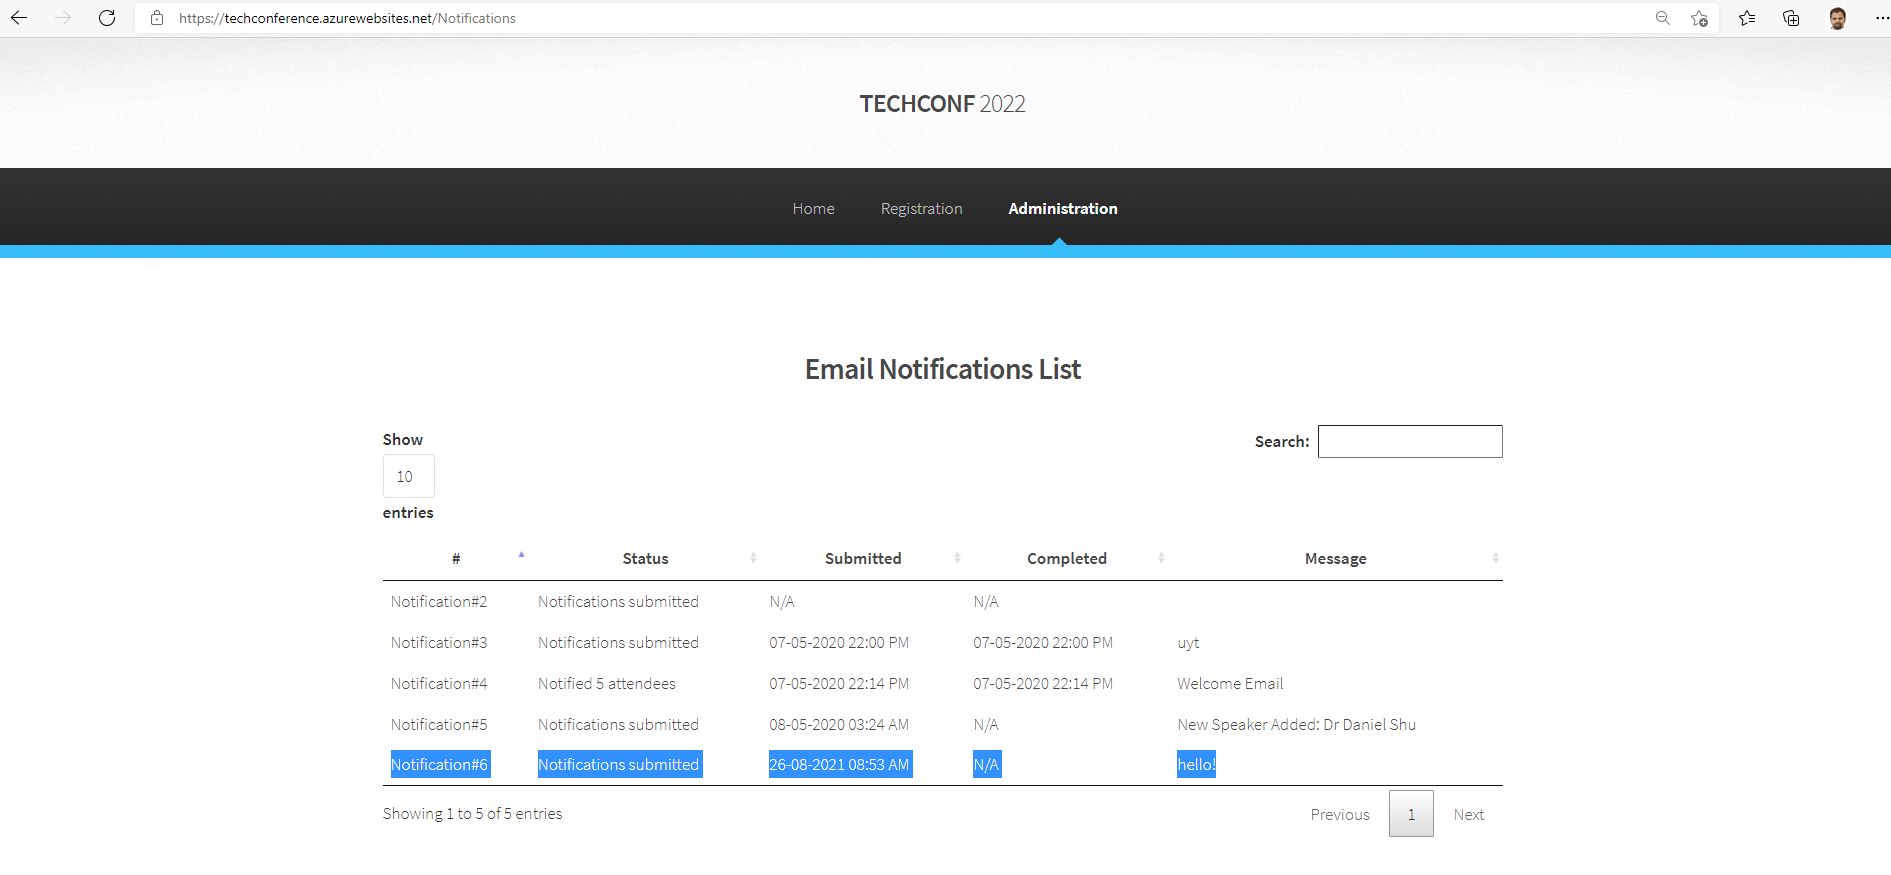 https://techconference.azurewebsites.net/Notifications
TECHCONF 2022
Home Registration Administration
Email Notifications List
Show
Search:
10
entries
# Status Submitted Completed Message
Notification#2 Notifications submitted N/A N/A
Notification#3 Notifications submitted 07-05-2020 22:00 PM 07-05-2020 22:00 PM uyt
Notification#4 Notified 5 attendees 07-05-2020 22:14 PM 07-05-2020 22:14 PM Welcome Email
Notification#5 Notifications submitted 08-05-2020 03:24 AM N/A New Speaker Added: Dr Daniel Shu
Notification#6 Notifications submitted 26-08-2021 08:53 AM N/A hello!
Showing 1 to 5 of 5 entries
Previous 1 Next